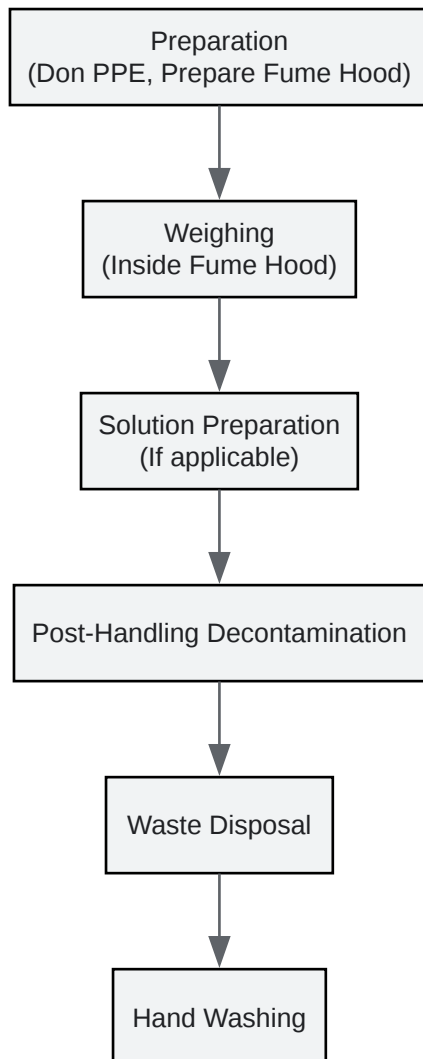 Preparation
(Don PPE, Prepare Fume Hood)
Weighing
(Inside Fume Hood)
Solution Preparation
(If applicable)
Post-Handling Decontamination
Waste Disposal
Hand Washing